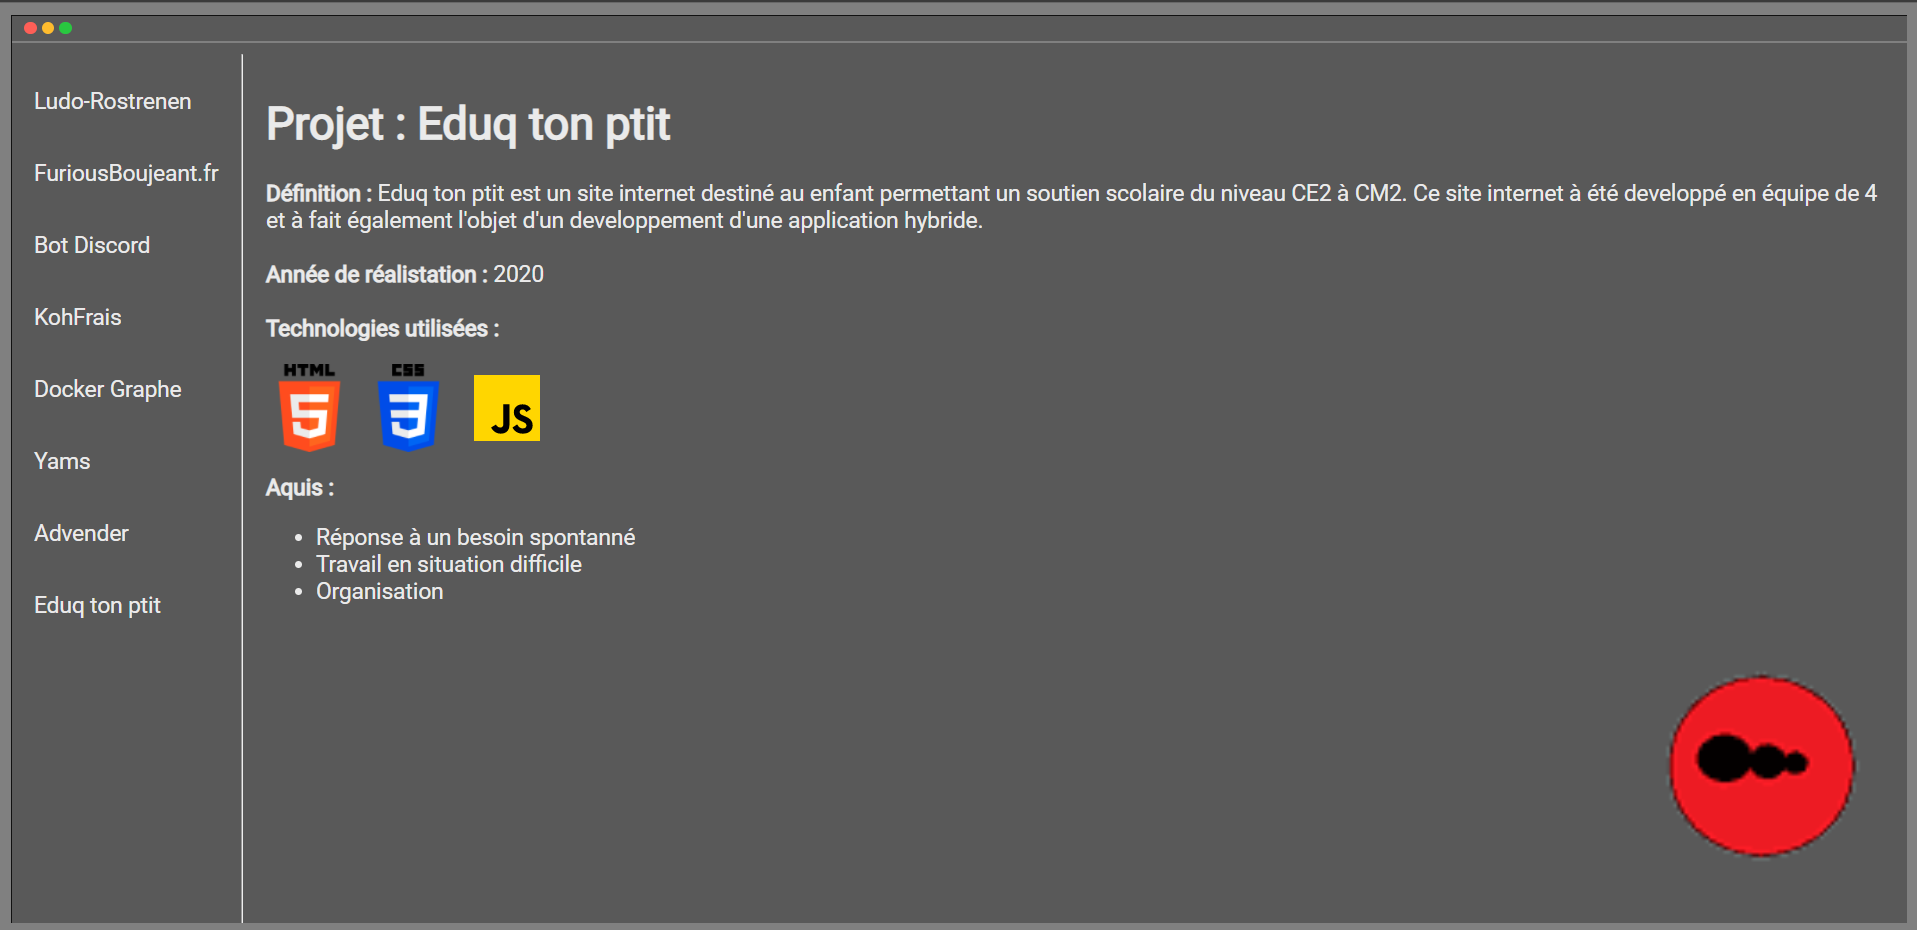 Ludo-Rostrenen
FuriousBoujeant.fr
Bot Discord
KohFrais
Docker Graphe
Yams
Advender
Eduq ton ptit
Projet : Eduq ton ptit
Définition : Eduq ton ptit est un site internet destiné au enfant permettant un soutien scolaire du niveau CE2 à CM2. Ce site internet à été developpé en équipe de 4
et à fait également l'objet d'un developpement d'une application hybride.
Année de réalistation : 2020
Technologies utilisées :
HTML CSS JS
5 3
Aquis :
• Réponse à un besoin spontanné
• Travail en situation difficile
• Organisation